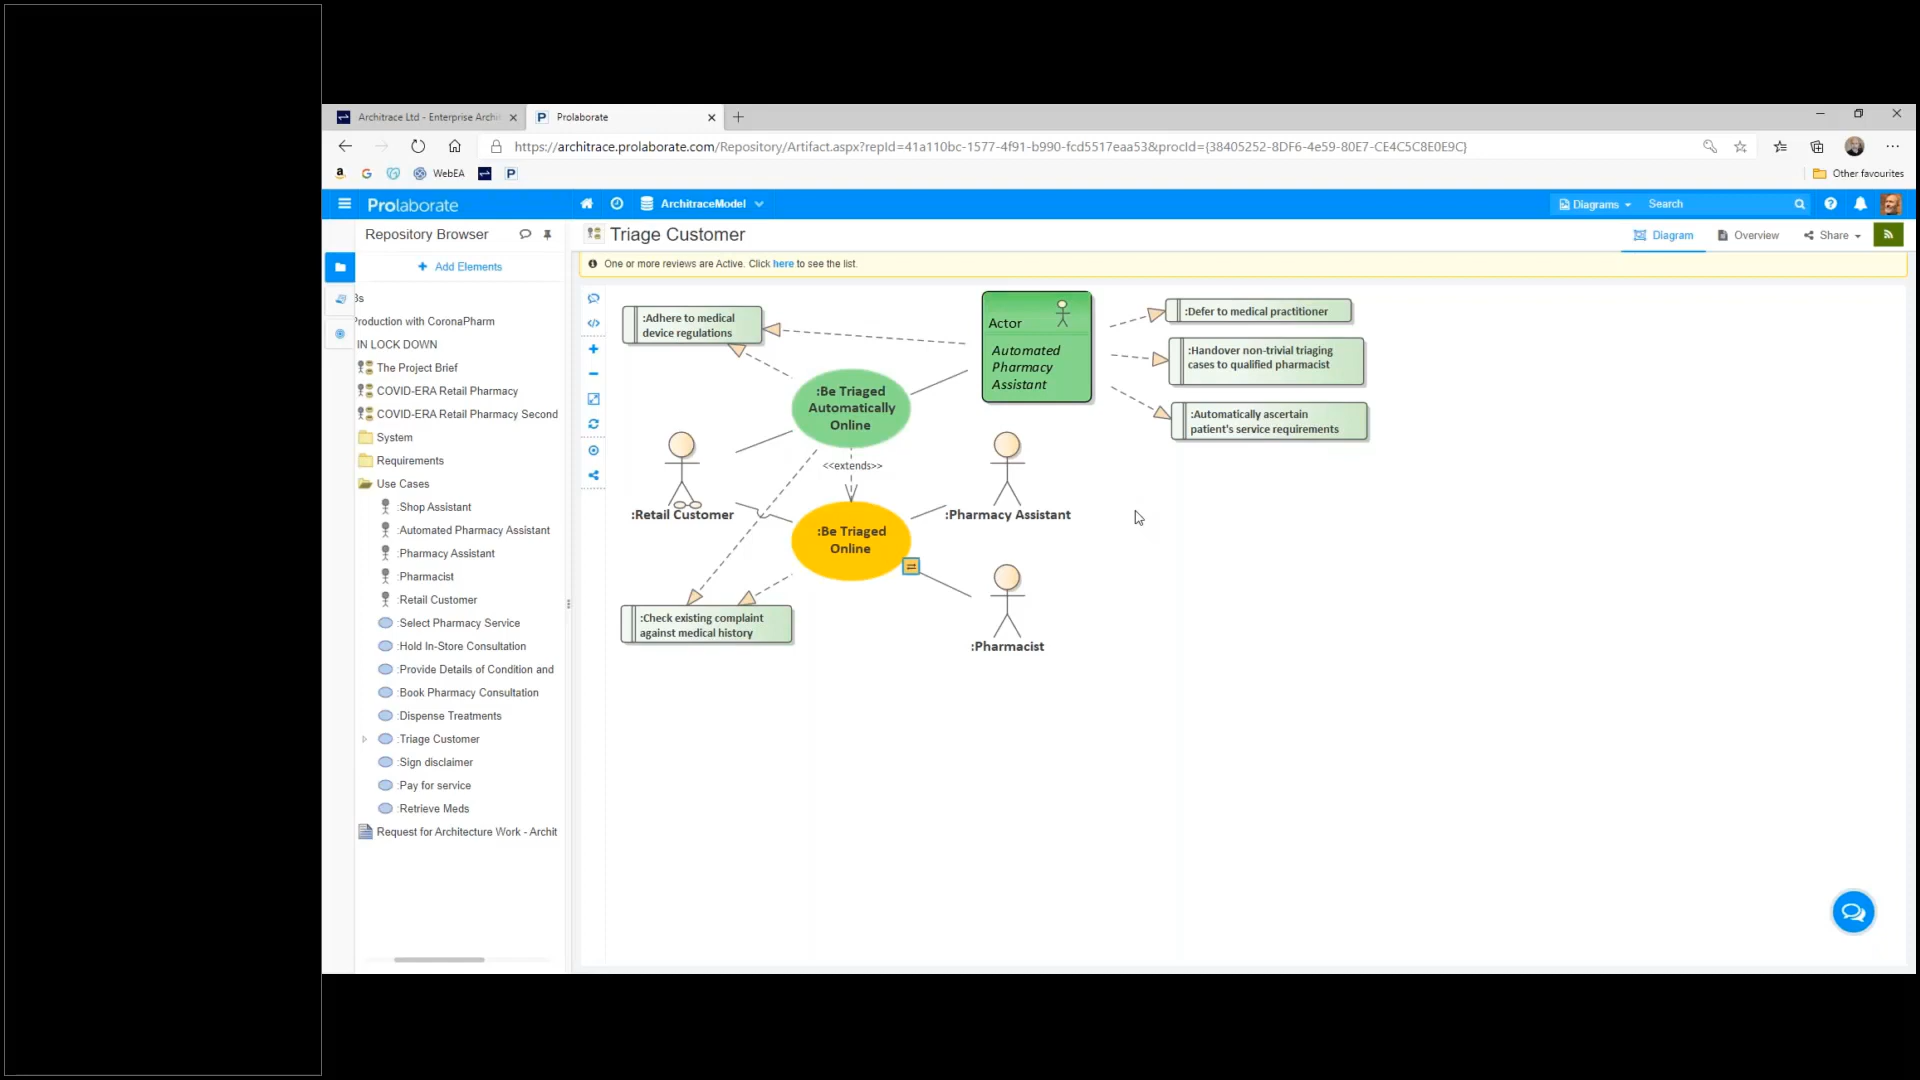 Architrace Ltd - Enterprise Archi
Prolaborate
https://architrace.prolaborate.com/Repository/Artifact.aspx?repId=41a110bc-1577-4f91-b990-fcd5517eaa53&procId={38405252-8DF6-4e59-80E7-CE4C5C8E0E9C}
WebEA
Other favourites
Prolaborate
ArchitraceModel
Diagrams
Search
Repository Browser
Triage Customer
Diagram
Overview
Share
One or more reviews are Active. Click here to see the list.
Add Elements
Production with CoronaPharm
IN LOCK DOWN
The Project Brief
COVID-ERA Retail Pharmacy
COVID-ERA Retail Pharmacy Second
System
Requirements
Use Cases
:Shop Assistant
:Automated Pharmacy Assistant
:Pharmacy Assistant
:Pharmacist
:Retail Customer
:Select Pharmacy Service
:Hold In-Store Consultation
:Provide Details of Condition and
:Book Pharmacy Consultation
:Dispense Treatments
:Triage Customer
:Sign disclaimer
:Pay for service
:Retrieve Meds
Request for Architecture Work - Archit
:Adhere to medical
device regulations
Actor
Automated
Pharmacy
Assistant
:Defer to medical practitioner
:Handover non-trivial triaging
cases to qualified pharmacist
:Automatically ascertain
patient's service requirements
:Be Triaged
Automatically
Online
<<extends>>
:Retail Customer
:Pharmacy Assistant
:Be Triaged
Online
:Check existing complaint
against medical history
:Pharmacist